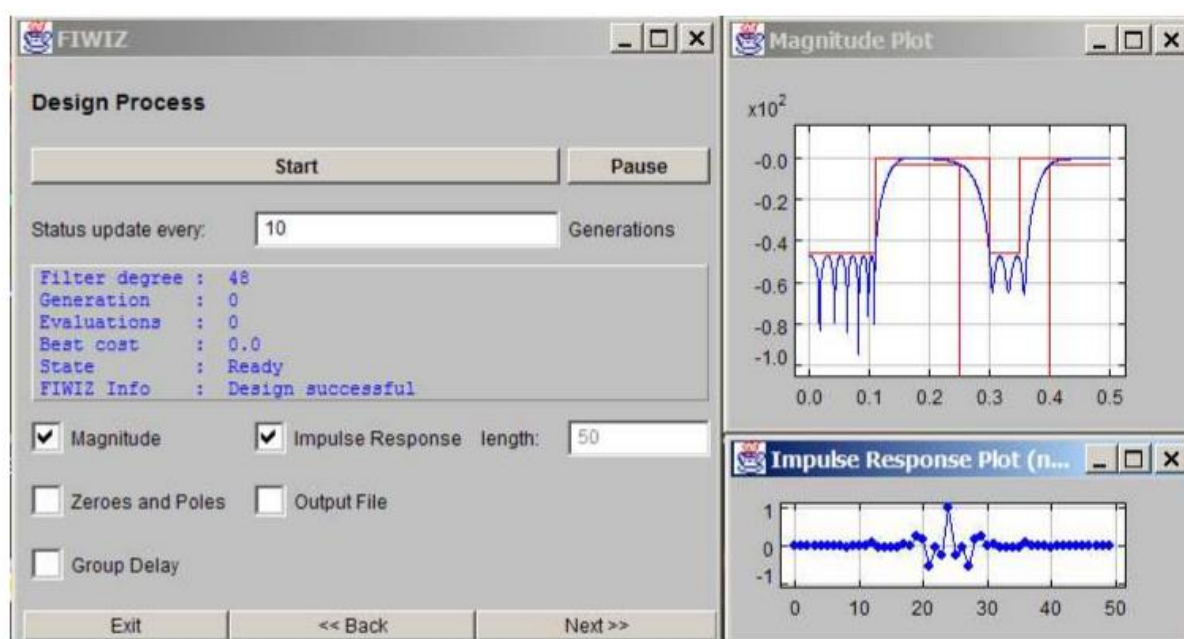 FIWIZ
Design Process
Start
Pause
Status update every:
10
Generations
Filter degree : 48
Generation : 0
Evaluations : 0
Best cost : 0.0
State : Ready
FIWIZ Info : Design successful
Magnitude
Impulse Response
length:
50
Zeroes and Poles
Output File
Group Delay
Exit
<< Back
Next >>
Magnitude Plot
x10²
-0.0
-0.2
-0.4
-0.6
-0.8
-1.0
0.0 0.1 0.2 0.3 0.4 0.5
Impulse Response Plot (n...
1
0
-1
0 10 20 30 40 50